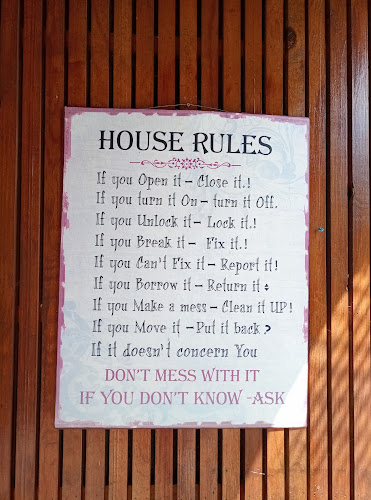 HOUSE RULES
If you Open it – Close it.!
If you turn it On – turn it Off.
If you Unlock it – Lock it.!
If you Break it – Fix it.!
If you Can't Fix it – Report it!
If you Borrow it – Return it :
If you Make a mess – Clean it UP!
If you Move it – Put it back ?
If it doesn't concern You
DON'T MESS WITH IT
IF YOU DON'T KNOW -ASK